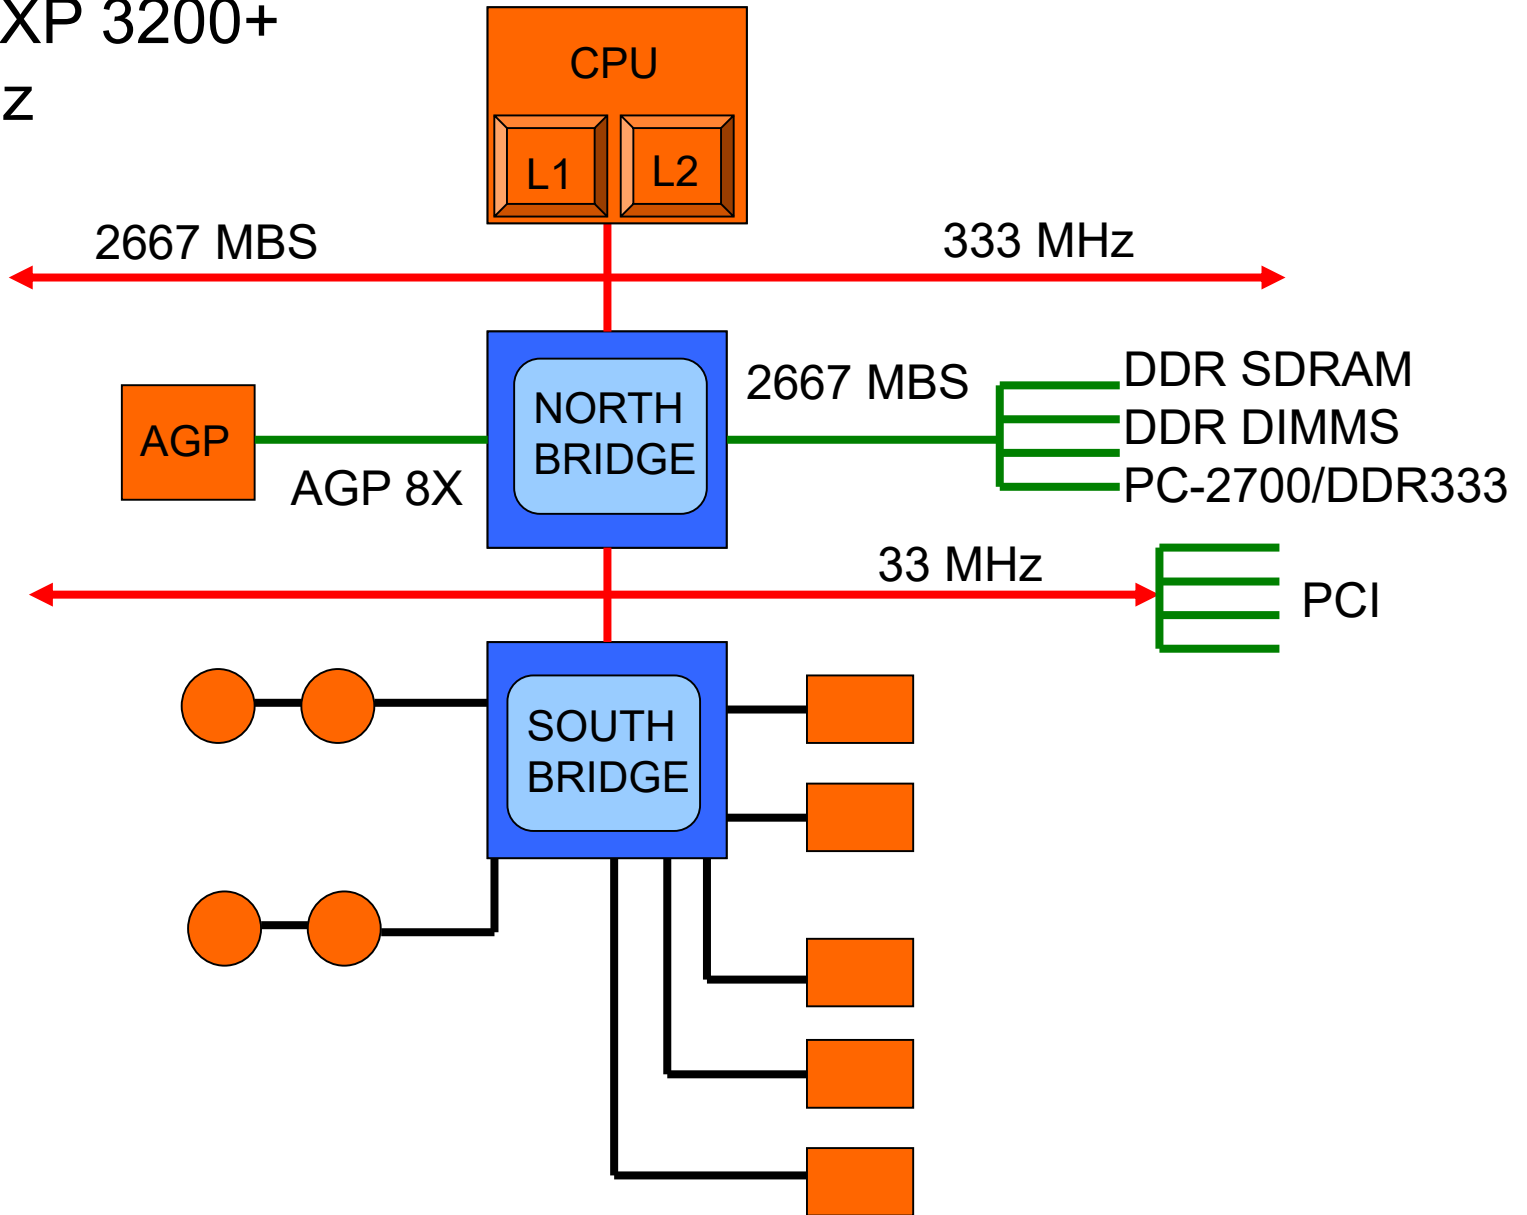 XP 3200+
z
CPU
L1
L2
2667 MBS
333 MHz
NORTH
BRIDGE
2667 MBS
DDR SDRAM
DDR DIMMS
PC-2700/DDR333
AGP
AGP 8X
33 MHz
PCI
SOUTH
BRIDGE